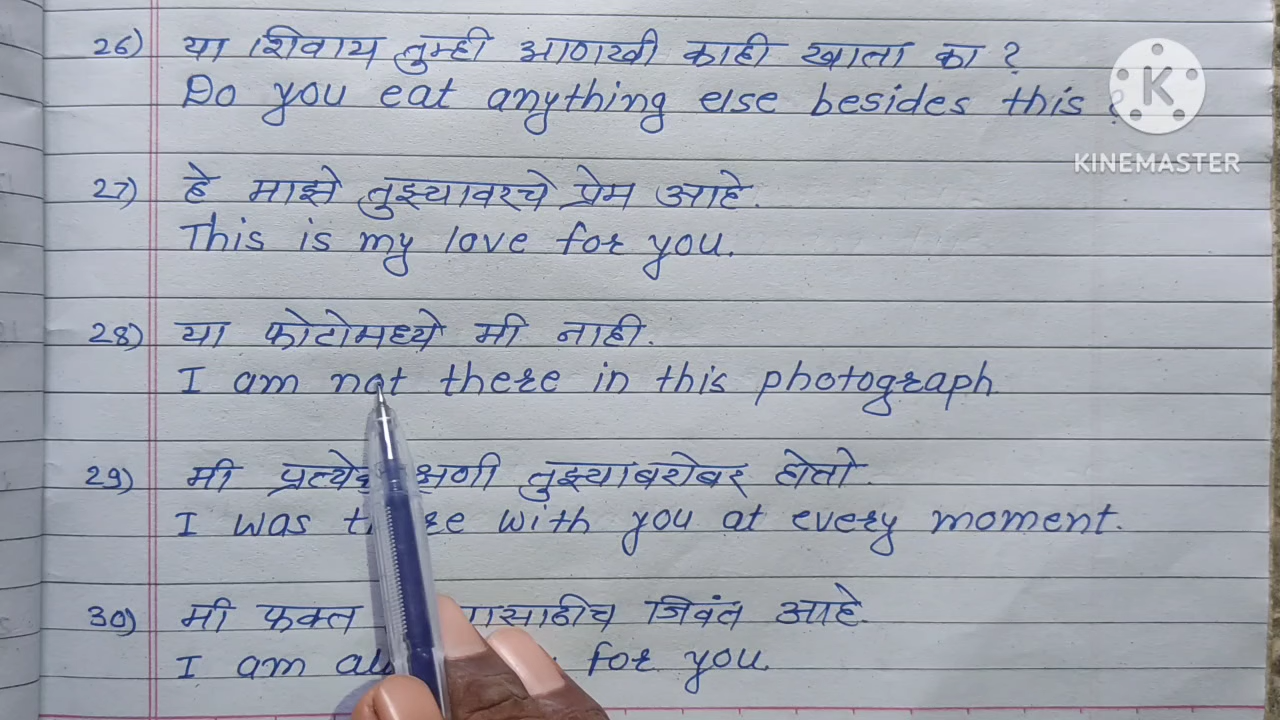 26) या शिवाय तुम्ही आणखी काही खाता का ?
Do you eat anything else besides this ?
KINEMASTER
27) हे माझे तुझ्यावरचे प्रेम आहे.
This is my love for you.
28) या फोटोमध्ये मी नाही.
I am not there in this photograph
29) मी क्षणी तुझ्याबरोबर होतो.
I was with you at every moment.
30) मी फक्त जिवंत आहे.
I am for you.